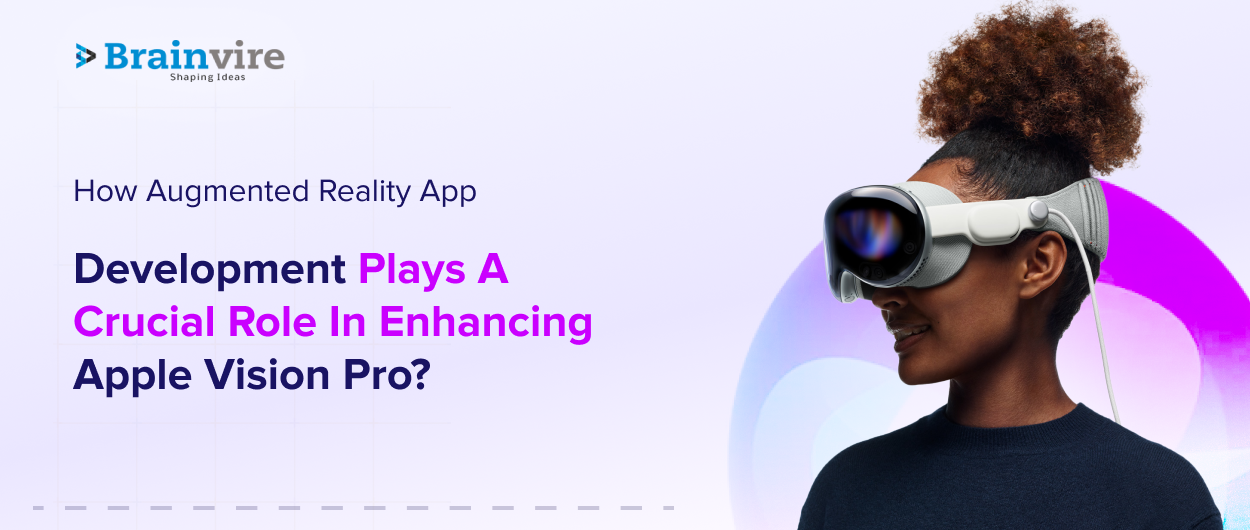 Brainvire
Shaping Ideas
How Augmented Reality App
Development Plays A
Crucial Role In Enhancing
Apple Vision Pro?